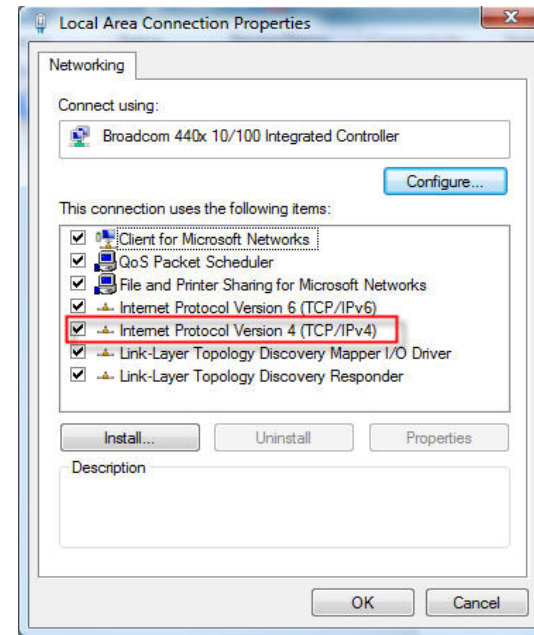 Local Area Connection Properties
Networking
Connect using:
Broadcom 440x 10/100 Integrated Controller
Configure...
This connection uses the following items:
Client for Microsoft Networks
QoS Packet Scheduler
File and Printer Sharing for Microsoft Networks
Internet Protocol Version 6 (TCP/IPv6)
Internet Protocol Version 4 (TCP/IPv4)
Link-Layer Topology Discovery Mapper I/O Driver
Link-Layer Topology Discovery Responder
Install... Uninstall Properties
Description
OK Cancel